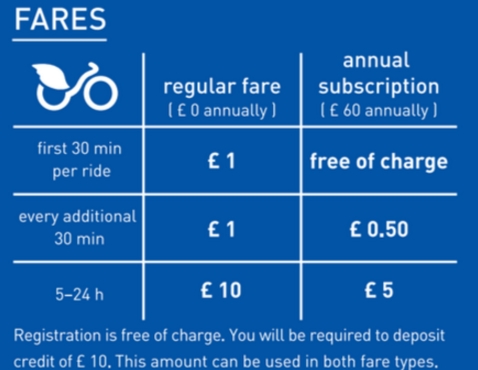 FARES
regular fare
( £ 0 annually )
annual
subscription
( £ 60 annually )
first 30 min
per ride
£ 1
free of charge
every additional
30 min
£ 1
£ 0.50
5–24 h
£ 10
£ 5
Registration is free of charge. You will be required to deposit
credit of £ 10. This amount can be used in both fare types.